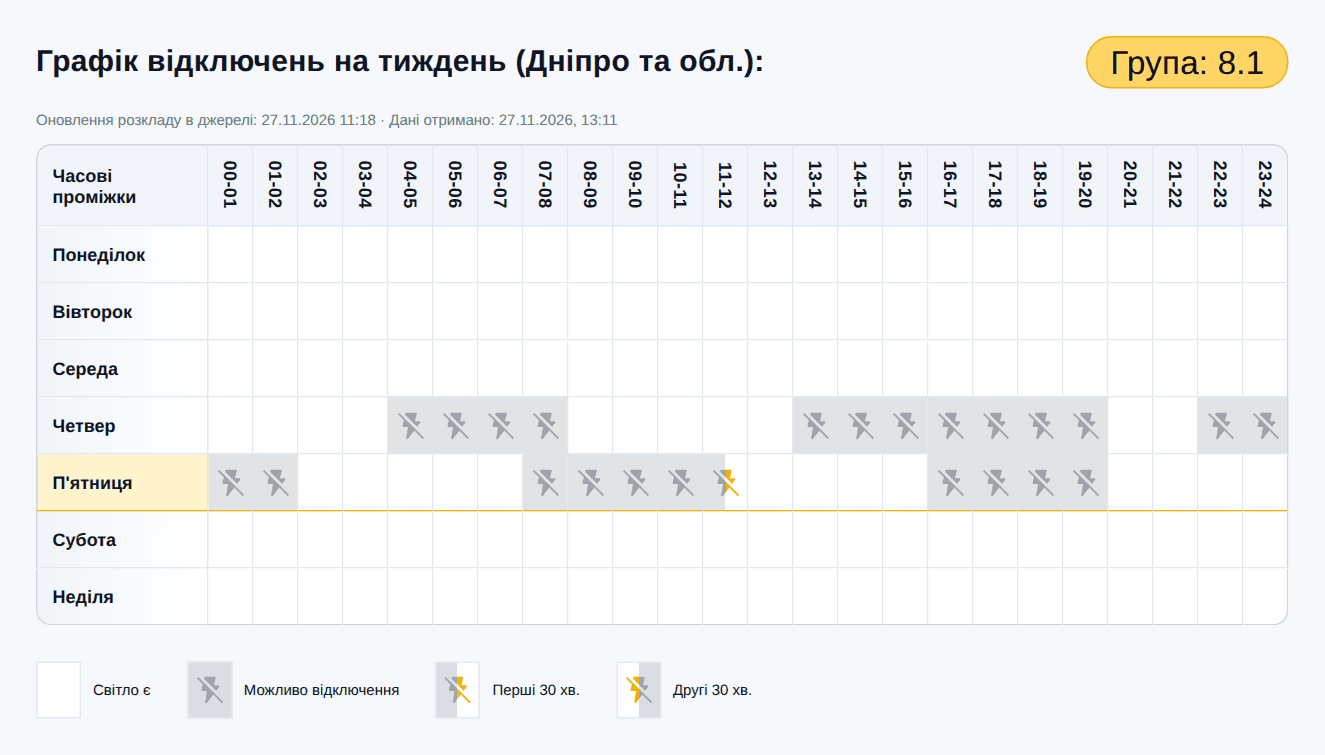 Графік відключень на тиждень (Дніпро та обл.):
Група: 8.1
Оновлення розкладу в джерелі: 27.11.2026 11:18 · Дані отримано: 27.11.2026, 13:11
Часові
проміжки
00-01
01-02
02-03
03-04
04-05
05-06
06-07
07-08
08-09
09-10
10-11
11-12
12-13
13-14
14-15
15-16
16-17
17-18
18-19
19-20
20-21
21-22
22-23
23-24
Понеділок
Вівторок
Середа
Четвер
П'ятниця
Субота
Неділя
Світло є
Можливо відключення
Перші 30 хв.
Другі 30 хв.